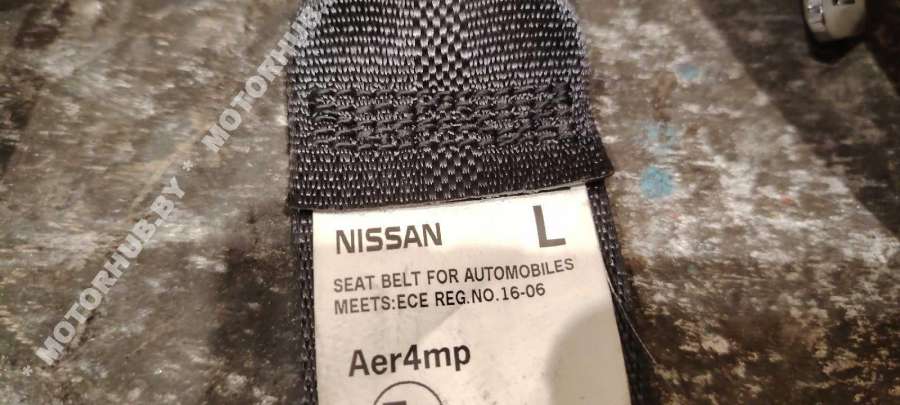 NISSAN L
SEAT BELT FOR AUTOMOBILES
MEETS:ECE REG.NO.16-06
Aer4mp
* MOTORHUB.BY * MOTORHUB